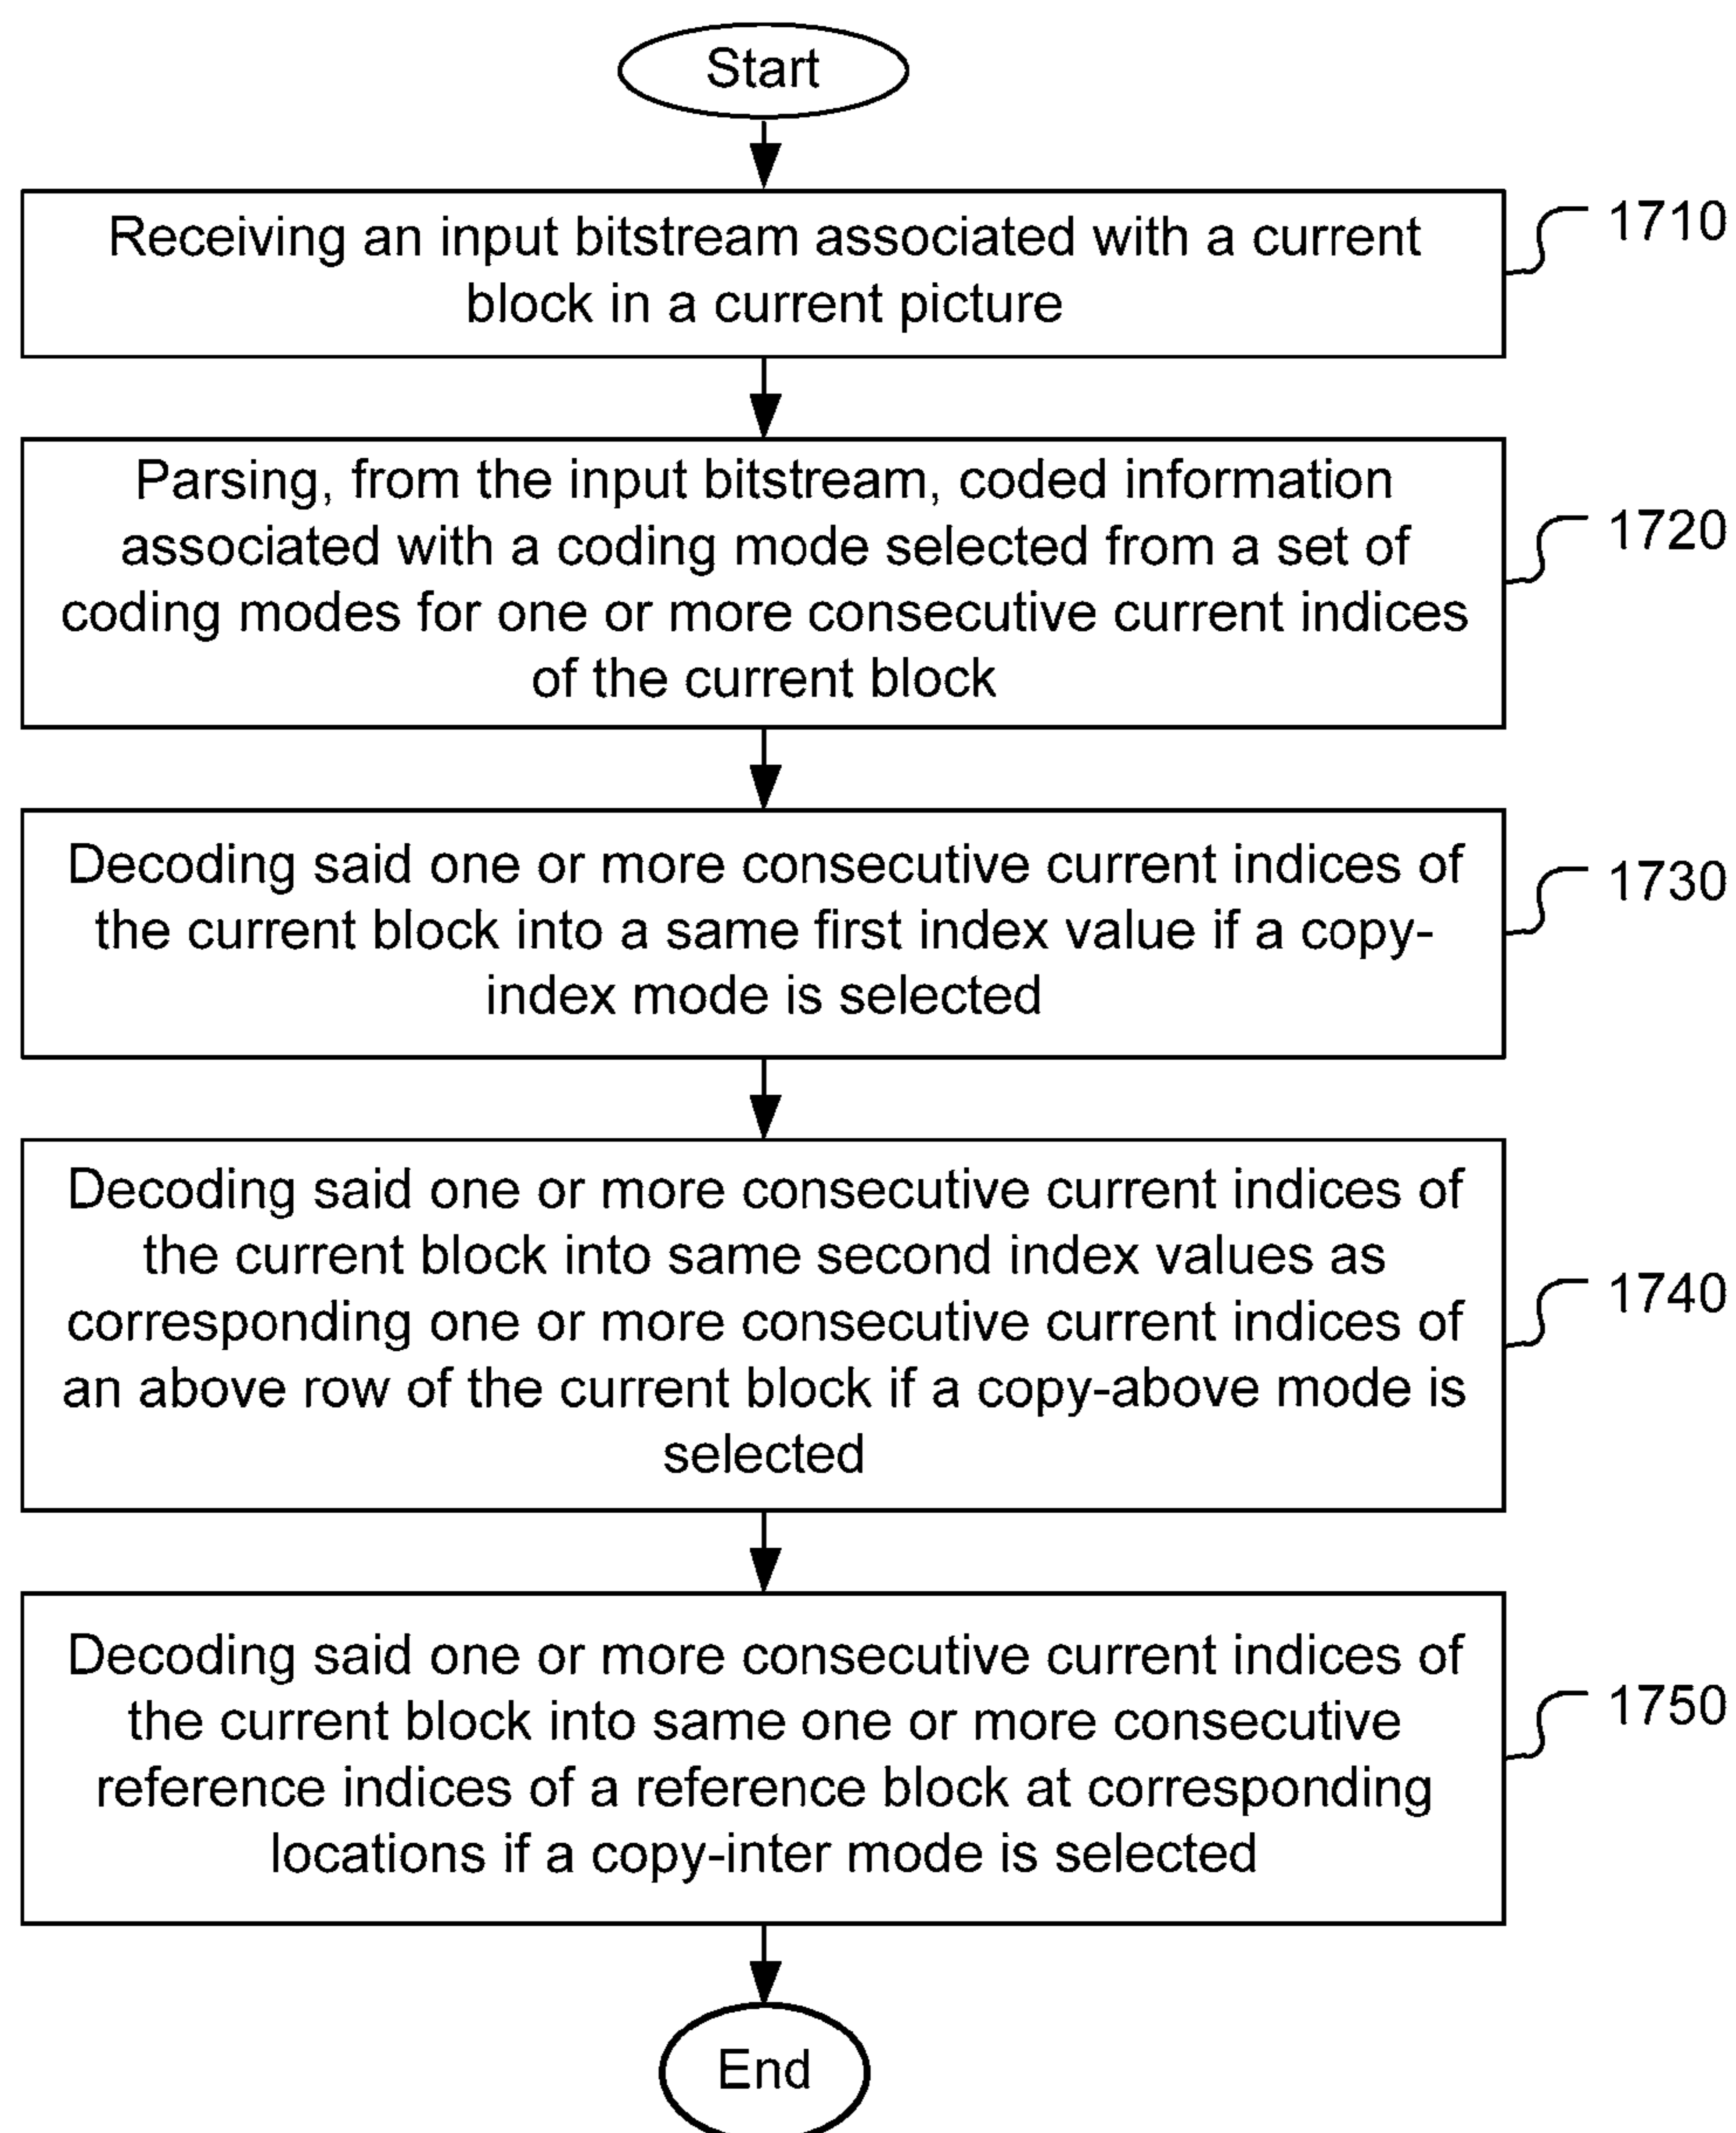 Start
Receiving an input bitstream associated with a current
block in a current picture
1710
Parsing, from the input bitstream, coded information
associated with a coding mode selected from a set of
coding modes for one or more consecutive current indices
of the current block
1720
Decoding said one or more consecutive current indices of
the current block into a same first index value if a copy-
index mode is selected
1730
Decoding said one or more consecutive current indices of
the current block into same second index values as
corresponding one or more consecutive current indices of
an above row of the current block if a copy-above mode is
selected
1740
Decoding said one or more consecutive current indices of
the current block into same one or more consecutive
reference indices of a reference block at corresponding
locations if a copy-inter mode is selected
1750
End